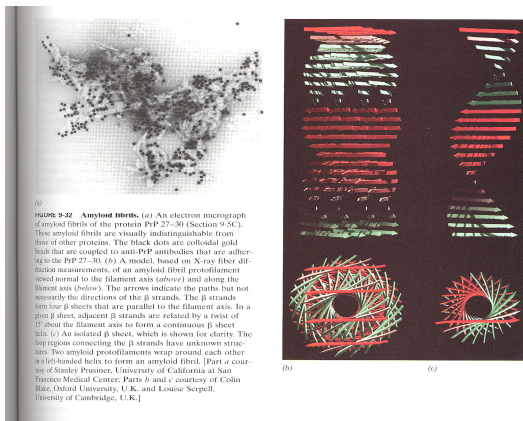 (a)
FIGURE 9-32 Amyloid fibrils. (a) An electron micrograph
of amyloid fibrils of the protein PrP 27–30 (Section 9-5C).
These amyloid fibrils are visually indistinguishable from
those of other proteins. The black dots are colloidal gold
beads that are coupled to anti-PrP antibodies that are adher-
ing to the PrP 27–30. (b) A model, based on X-ray fiber dif-
fraction measurements, of an amyloid fibril protofilament
viewed normal to the filament axis (above) and along the
filament axis (below). The arrows indicate the paths but not
necessarily the directions of the β strands. The β strands
form four β sheets that are parallel to the filament axis. In a
given β sheet, adjacent β strands are related by a twist of
15° about the filament axis to form a continuous β sheet
helix. (c) An isolated β sheet, which is shown for clarity. The
loop regions connecting the β strands have unknown struc-
tures. Two amyloid protofilaments wrap around each other
in a left-handed helix to form an amyloid fibril. [Part a cour-
tesy of Stanley Prusiner, University of California at San
Francisco Medical Center; Parts b and c courtesy of Colin
Blake, Oxford University, U.K. and Louise Serpell,
University of Cambridge, U.K.]
(b)
(c)